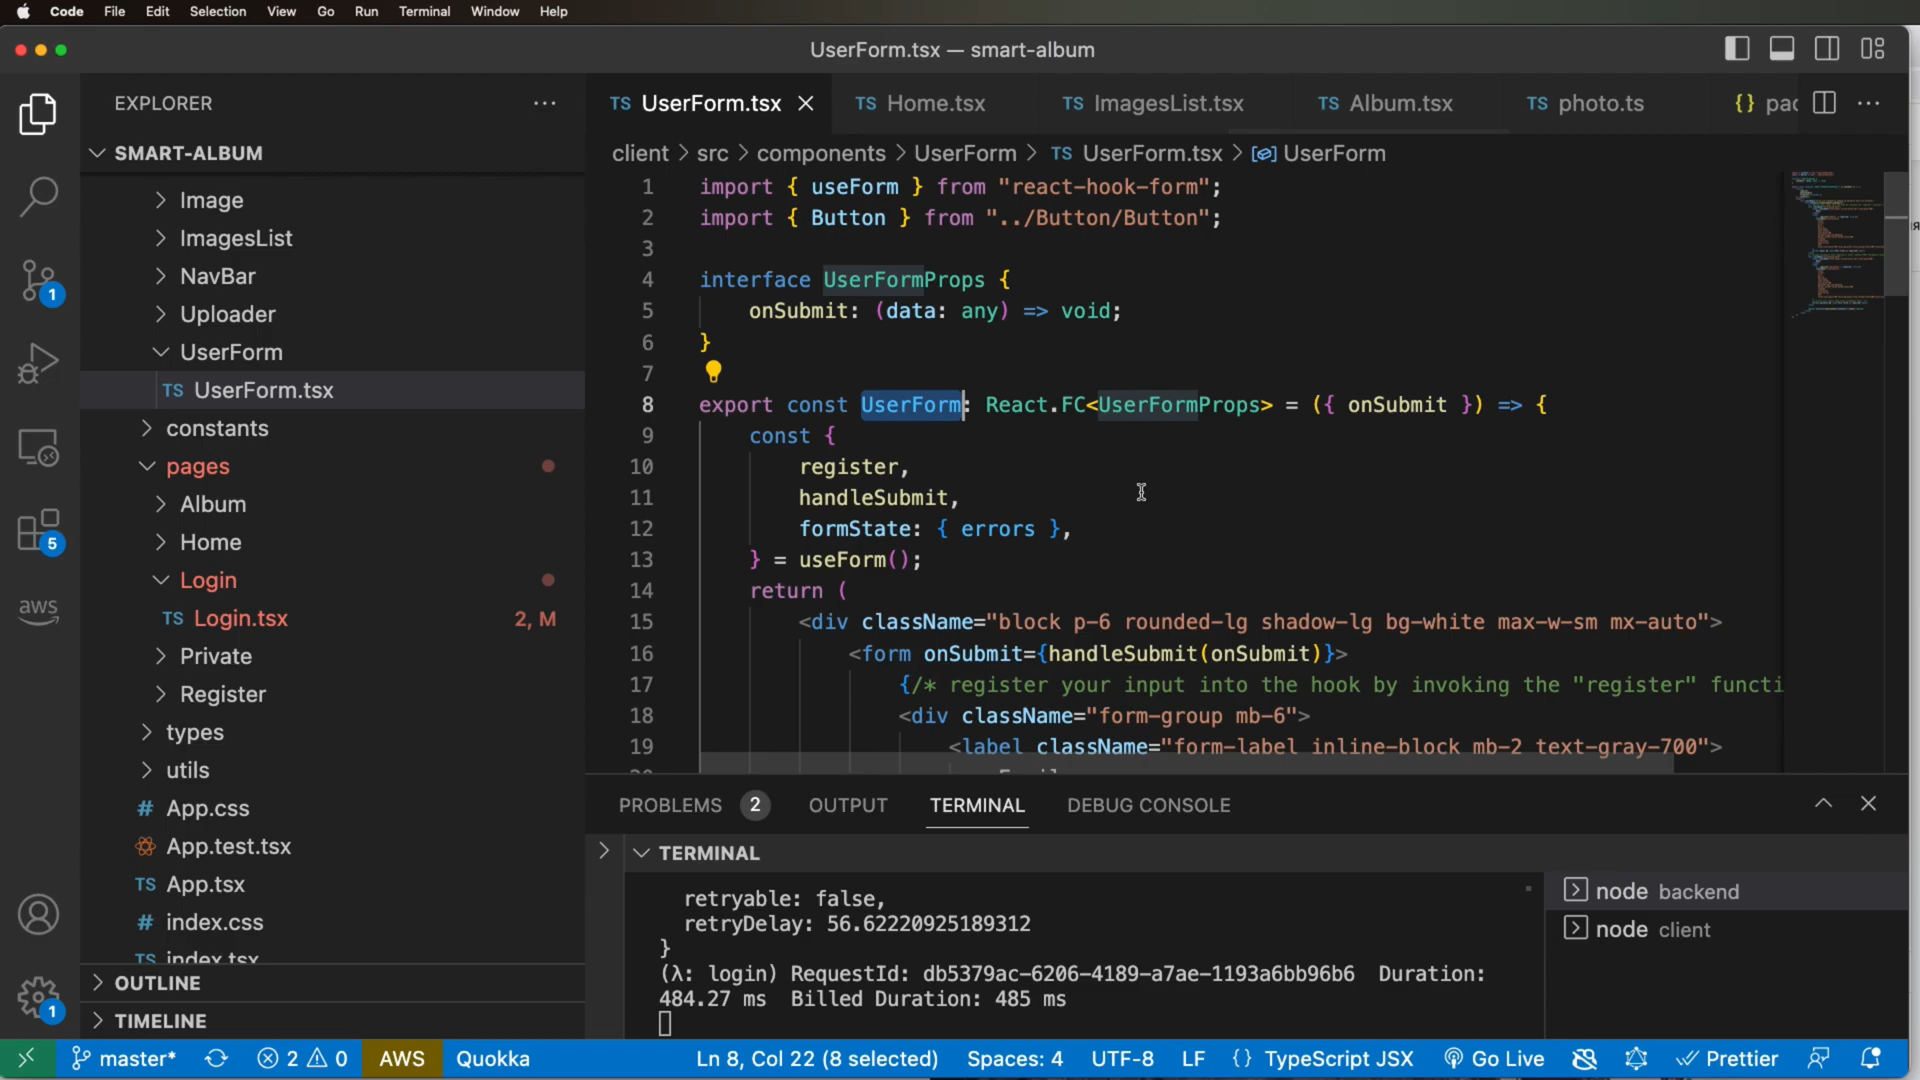 Code File Edit Selection View Go Run Terminal Window Help
UserForm.tsx — smart-album
EXPLORER
SMART-ALBUM
Image
ImagesList
NavBar
Uploader
UserForm
TS UserForm.tsx
constants
pages
Album
Home
Login
TS Login.tsx 2, M
Private
Register
types
utils
# App.css
App.test.tsx
TS App.tsx
# index.css
TS index.tsx
OUTLINE
TIMELINE
1
5
aws
1
TS UserForm.tsx TS Home.tsx TS ImagesList.tsx TS Album.tsx TS photo.ts {} pac
client > src > components > UserForm > TS UserForm.tsx > UserForm
1 import { useForm } from "react-hook-form";
2 import { Button } from "../Button/Button";
3
4 interface UserFormProps {
5 onSubmit: (data: any) => void;
6 }
7
8 export const UserForm: React.FC<UserFormProps> = ({ onSubmit }) => {
9 const {
10 register,
11 handleSubmit,
12 formState: { errors },
13 } = useForm();
14 return (
15 <div className="block p-6 rounded-lg shadow-lg bg-white max-w-sm mx-auto">
16 <form onSubmit={handleSubmit(onSubmit)}>
17 {/* register your input into the hook by invoking the "register" functi
18 <div className="form-group mb-6">
19 <label className="form-label inline-block mb-2 text-gray-700">
PROBLEMS 2 OUTPUT TERMINAL DEBUG CONSOLE
TERMINAL
retryable: false,
retryDelay: 56.62220925189312
}
(λ: login) RequestId: db5379ac-6206-4189-a7ae-1193a6bb96b6 Duration:
484.27 ms Billed Duration: 485 ms
node backend
node client
master* 2 0 AWS Quokka Ln 8, Col 22 (8 selected) Spaces: 4 UTF-8 LF {} TypeScript JSX Go Live Prettier